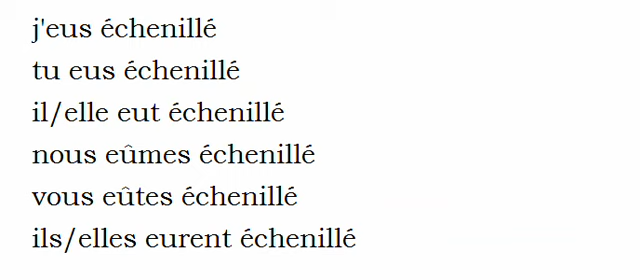 j'eus échenillé
tu eus échenillé
il/elle eut échenillé
nous eûmes échenillé
vous eûtes échenillé
ils/elles eurent échenillé